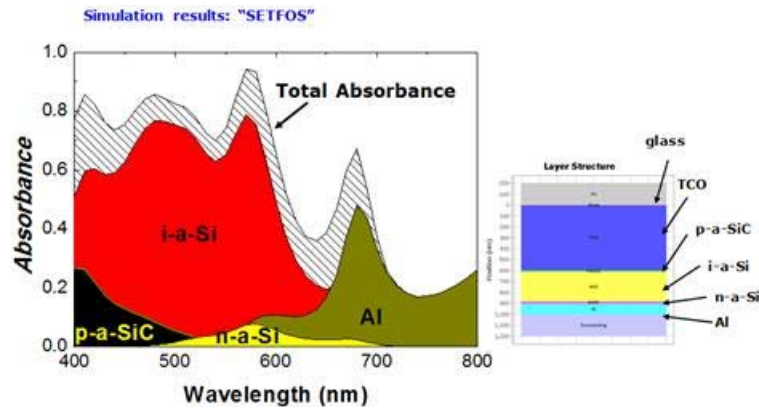 Simulation results: “SETFOS”
1.0
0.8
0.6
0.4
0.2
0.0
Absorbance
Total Absorbance
i-a-Si
p-a-SiC
n-a-Si
Al
400
500
600
700
800
Wavelength (nm)
Layer Structure
glass
TCO
p-a-SiC
i-a-Si
n-a-Si
Al